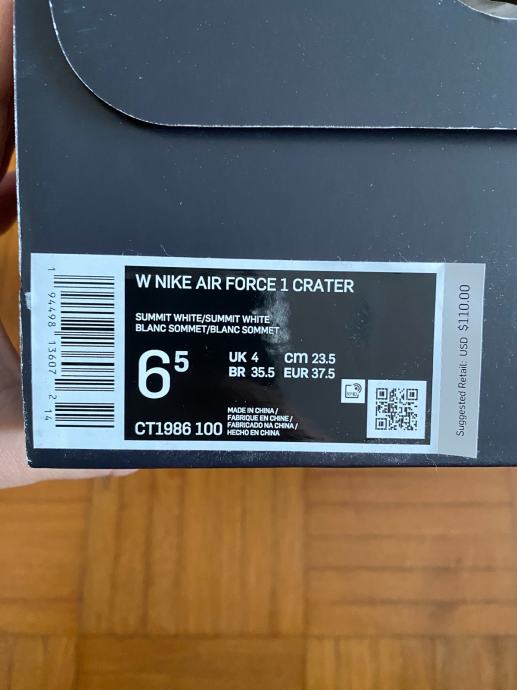 W NIKE AIR FORCE 1 CRATER
SUMMIT WHITE/SUMMIT WHITE
BLANC SOMMET/BLANC SOMMET
6⁵
UK 4 cm 23.5
BR 35.5 EUR 37.5
CT1986 100
MADE IN CHINA /
FABRIQUE EN CHINE /
FABRICADO NA CHINA /
HECHO EN CHINA
1 94498 13607 2 14
Suggested Retail: USD $110.00